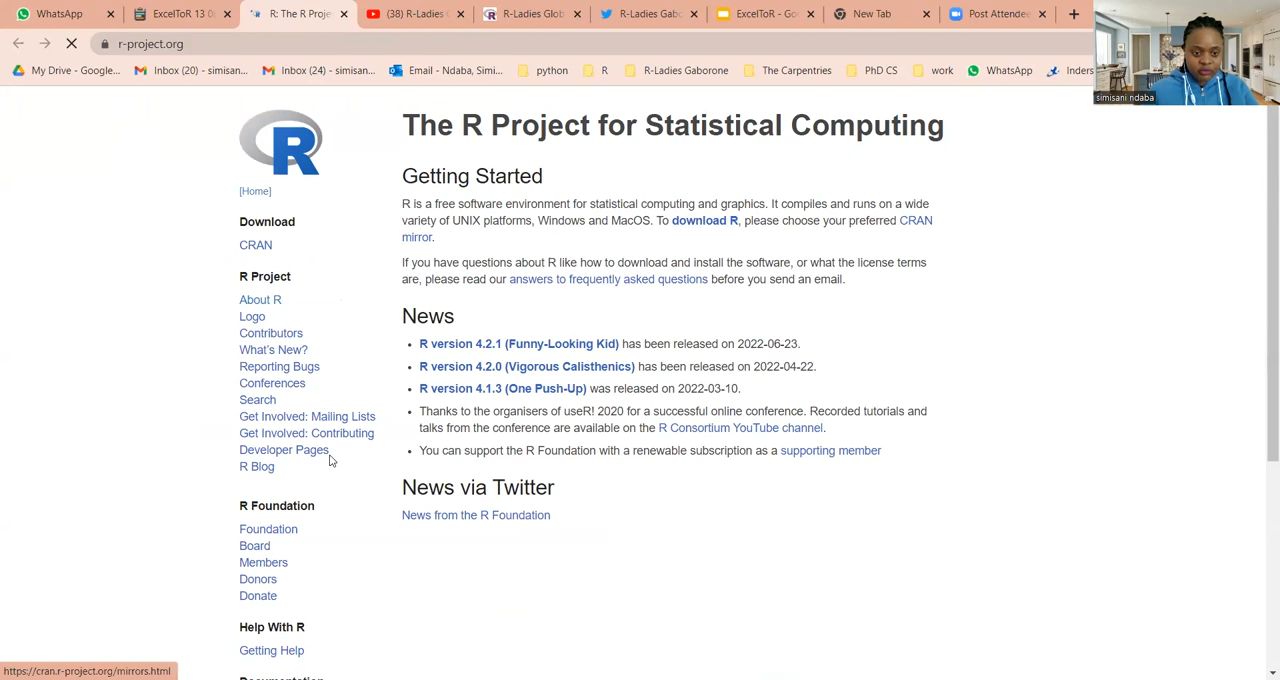 WhatsApp
ExcelToR 13 0
R: The R Proje
(38) R-Ladies
R-Ladies Glob
R-Ladies Gabo
ExcelToR - Go
New Tab
Post Attendee
r-project.org
My Drive - Google...
Inbox (20) - simisan...
Inbox (24) - simisan...
Email - Ndaba, Simi...
python
R
R-Ladies Gaborone
The Carpentries
PhD CS
work
WhatsApp
Inders
simisani ndaba
R
[Home]
Download
CRAN
R Project
About R
Logo
Contributors
What's New?
Reporting Bugs
Conferences
Search
Get Involved: Mailing Lists
Get Involved: Contributing
Developer Pages
R Blog
R Foundation
Foundation
Board
Members
Donors
Donate
Help With R
Getting Help
Documentation
The R Project for Statistical Computing
Getting Started
R is a free software environment for statistical computing and graphics. It compiles and runs on a wide
variety of UNIX platforms, Windows and MacOS. To download R, please choose your preferred CRAN
mirror.
If you have questions about R like how to download and install the software, or what the license terms
are, please read our answers to frequently asked questions before you send an email.
News
• R version 4.2.1 (Funny-Looking Kid) has been released on 2022-06-23.
• R version 4.2.0 (Vigorous Calisthenics) has been released on 2022-04-22.
• R version 4.1.3 (One Push-Up) was released on 2022-03-10.
• Thanks to the organisers of useR! 2020 for a successful online conference. Recorded tutorials and
talks from the conference are available on the R Consortium YouTube channel.
• You can support the R Foundation with a renewable subscription as a supporting member
News via Twitter
News from the R Foundation
https://cran.r-project.org/mirrors.html